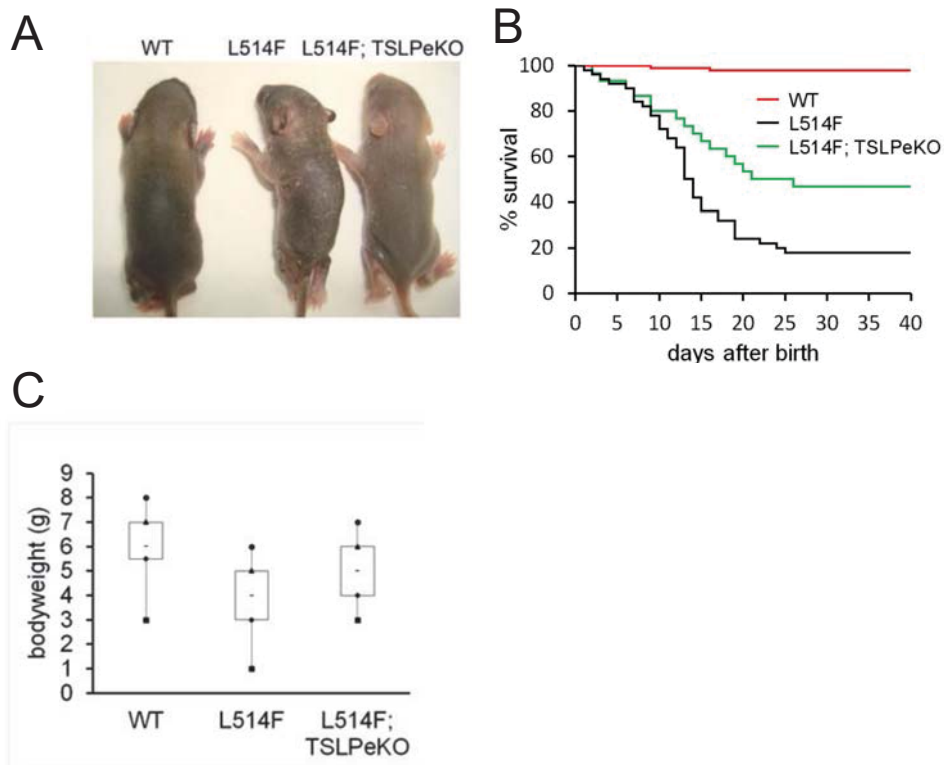 A
WT L514F L514F; TSLPeKO
B
100
80
60
40
20
0
% survival
WT
L514F
L514F; TSLPeKO
0 5 10 15 20 25 30 35 40
days after birth
C
9
8
7
6
5
4
3
2
1
0
bodyweight (g)
WT L514F L514F;
TSLPeKO